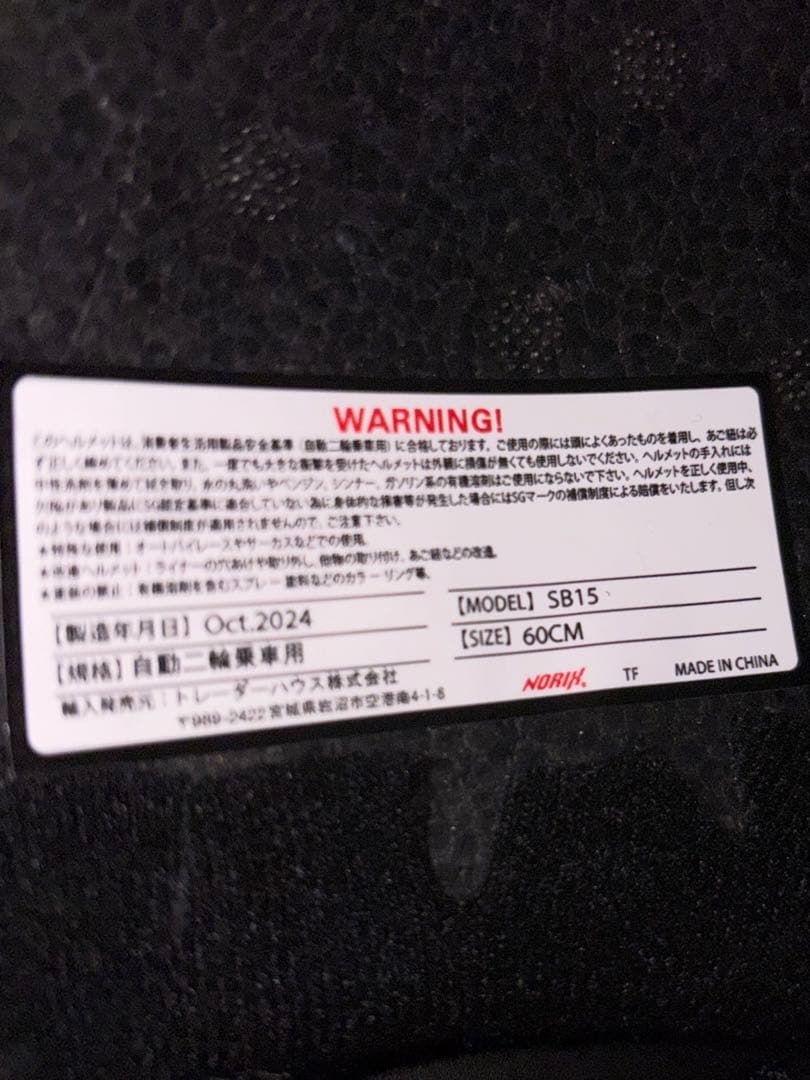 WARNING!
このヘルメットは、消費者生活用製品安全基準（自動二輪乗車用）に合格しております。ご使用の際には頭によくあったものを着用し、あご紐は必
ず正しく締めてください。また、一度でも大きな衝撃を受けたヘルメットは外観に損傷が無くても使用しないでください。ヘルメットの手入れには
中性洗剤を薄めて拭き取り、水の丸洗いやベンジン、シンナー、ガソリン系の有機溶剤はご使用にならないで下さい。ヘルメットを正しく使用中、
欠陥があり製品にSG認定基準に適合していない為に身体的な損害等が発生した場合にはSGマークの補償制度による賠償をいたします。但し次
のような場合には補償制度が適用されませんので、ご注意下さい。
★特殊な使用：オートバイレースやサーカスなどでの使用。
★改造ヘルメット：ライナーの穴あけや取り外し、他物の取り付け、あご紐などの改造。
★塗装の禁止：有機溶剤を含むスプレー塗料などのカラーリング等。
【製造年月日】Oct.2024
【MODEL】SB15
【規格】自動二輪乗車用
【SIZE】60CM
輸入発売元：トレーダーハウス株式会社
〒989-2422 宮城県岩沼市空港南4-1-8
NORIX. TF MADE IN CHINA